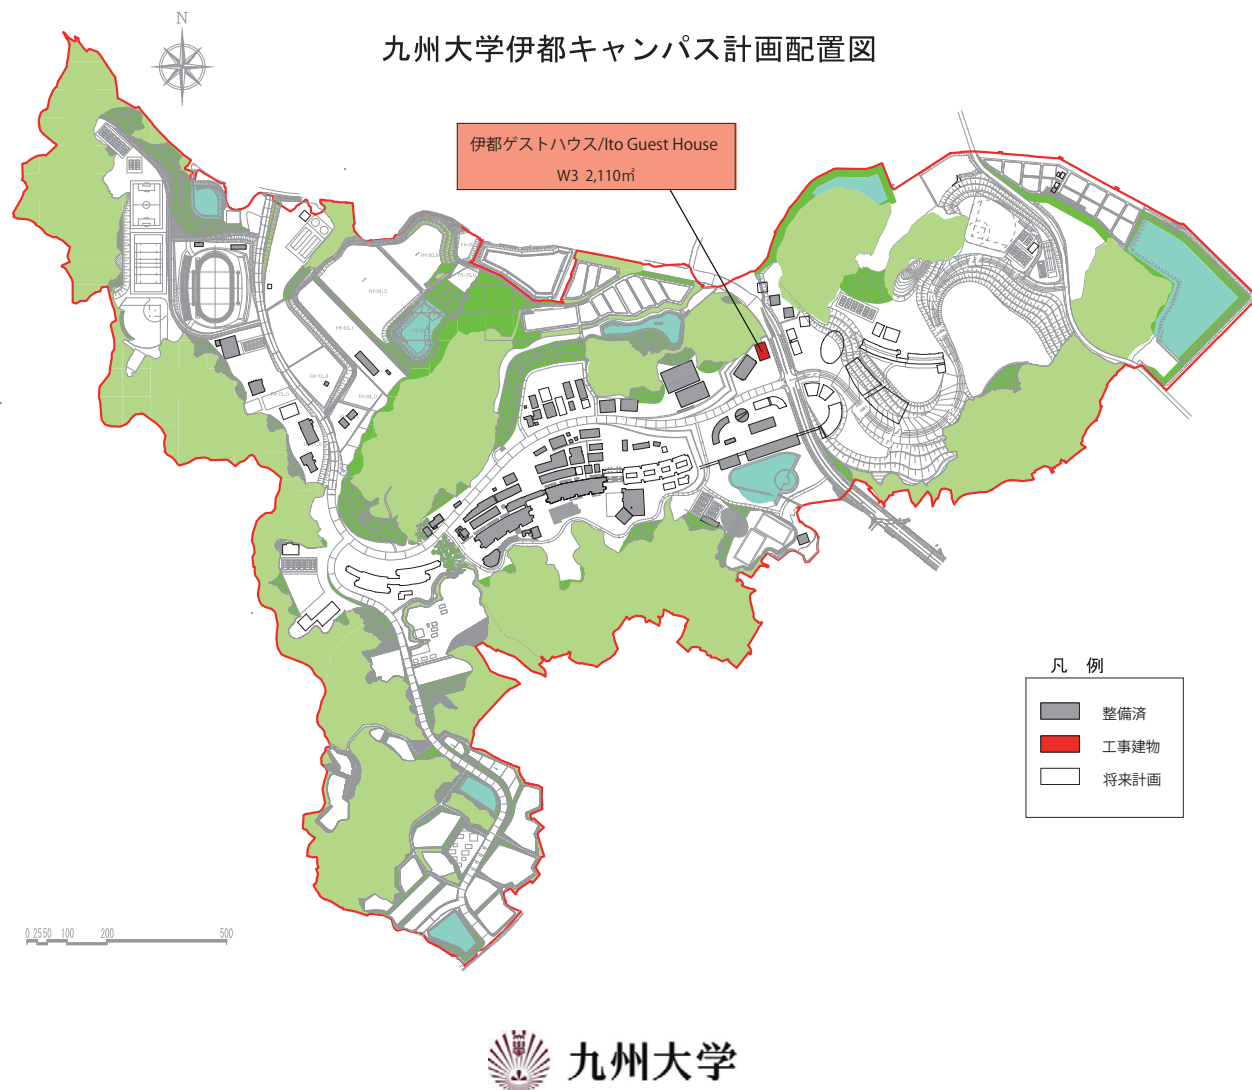 N
九州大学伊都キャンパス計画配置図
伊都ゲストハウス/Ito Guest House
W3 2,110㎡
凡 例
整備済
工事建物
将来計画
0 25 50 100 200 500
九州大学